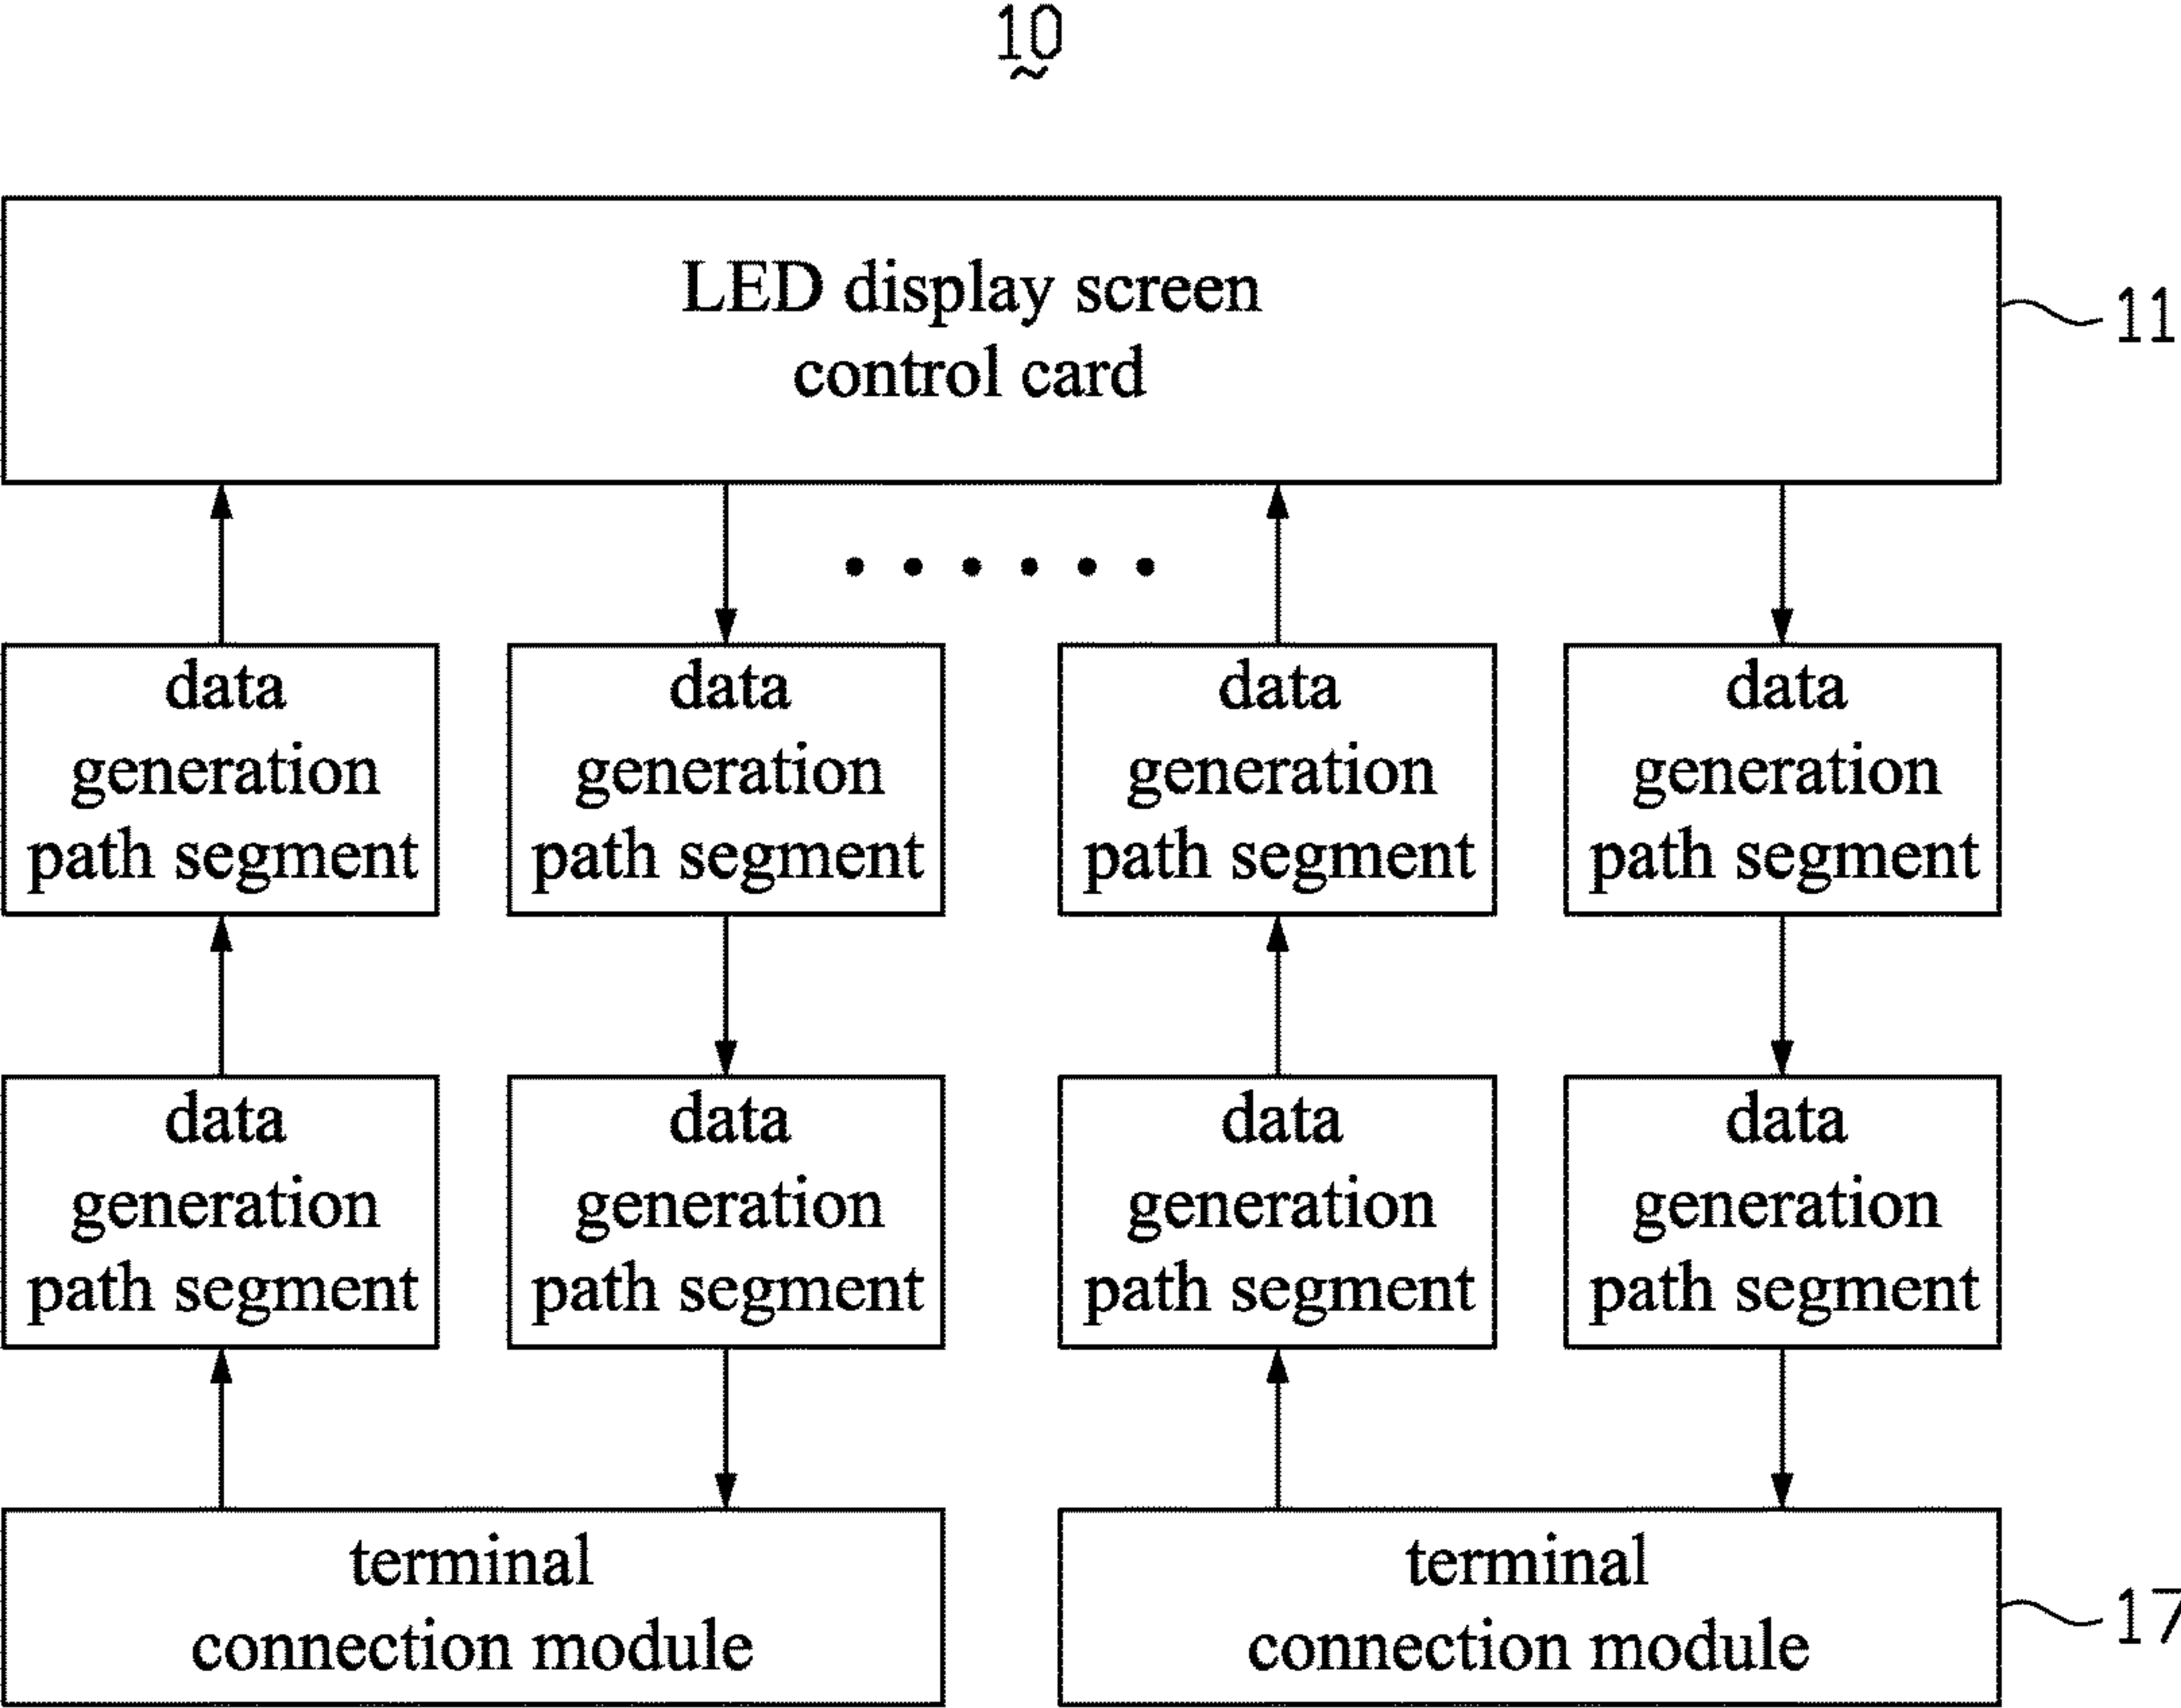 10
LED display screen
control card
11
data
generation
path segment
data
generation
path segment
data
generation
path segment
data
generation
path segment
data
generation
path segment
data
generation
path segment
data
generation
path segment
data
generation
path segment
terminal
connection module
terminal
connection module
17